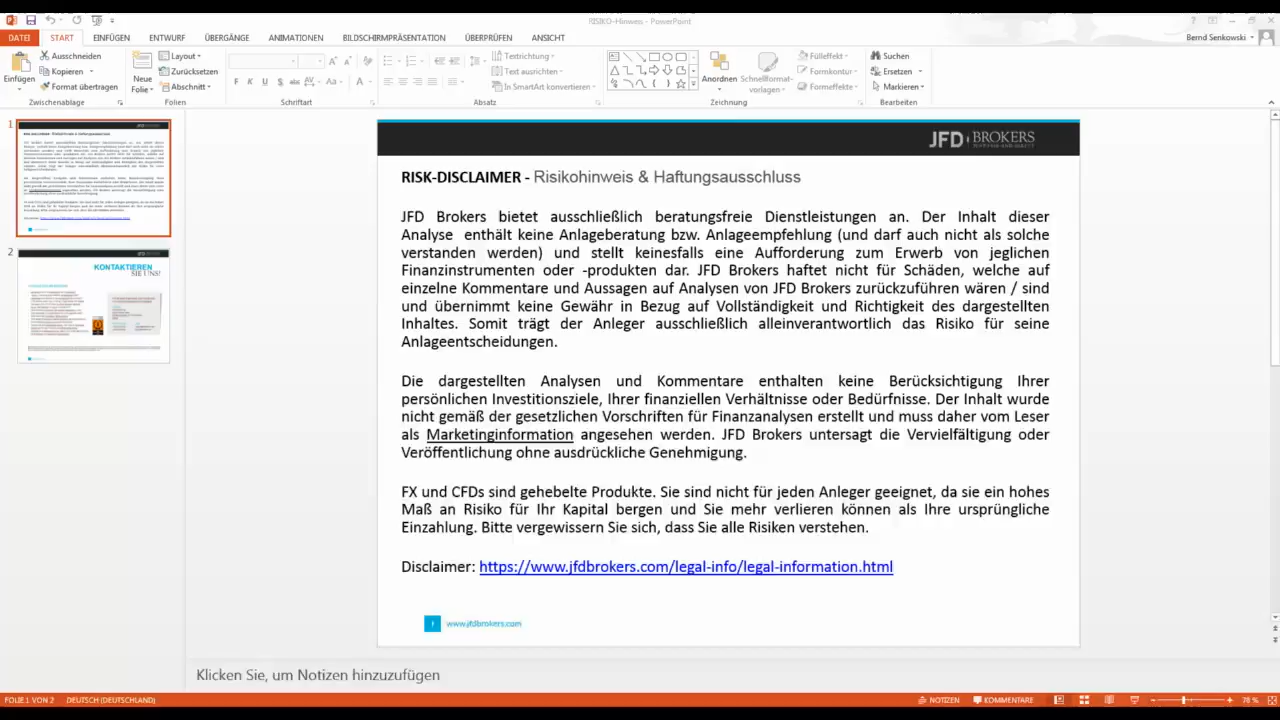 RISIKO-Hinweis - PowerPoint
DATEI START EINFÜGEN ENTWURF ÜBERGÄNGE ANIMATIONEN BILDSCHIRMPRÄSENTATION ÜBERPRÜFEN ANSICHT Bernd Senkowski
Einfügen
Ausschneiden
Kopieren
Format übertragen
Zwischenablage
Neue
Folie
Layout
Zurücksetzen
Abschnitt
Folien
F K U S abc AV Aa A
Schriftart
Textrichtung
Text ausrichten
In SmartArt konvertieren
Absatz
Anordnen
Schnellformat-
vorlagen
Fülleffekt
Formkontur
Formeffekte
Zeichnung
Suchen
Ersetzen
Markieren
Bearbeiten
1
2
KONTAKTIEREN
SIE UNS!
JFD BROKERS
RISK-DISCLAIMER - Risikohinweis & Haftungsausschuss
JFD Brokers bietet ausschließlich beratungsfreie Dienstleistungen an. Der Inhalt dieser
Analyse enthält keine Anlageberatung bzw. Anlageempfehlung (und darf auch nicht als solche
verstanden werden) und stellt keinesfalls eine Aufforderung zum Erwerb von jeglichen
Finanzinstrumenten oder -produkten dar. JFD Brokers haftet nicht für Schäden, welche auf
einzelne Kommentare und Aussagen auf Analysen von JFD Brokers zurückzuführen wären / sind
und übernimmt keine Gewähr in Bezug auf Vollständigkeit und Richtigkeit des dargestellten
Inhaltes. Somit trägt der Anleger ausschließlich alleinverantwortlich das Risiko für seine
Anlageentscheidungen.
Die dargestellten Analysen und Kommentare enthalten keine Berücksichtigung Ihrer
persönlichen Investitionsziele, Ihrer finanziellen Verhältnisse oder Bedürfnisse. Der Inhalt wurde
nicht gemäß der gesetzlichen Vorschriften für Finanzanalysen erstellt und muss daher vom Leser
als Marketinginformation angesehen werden. JFD Brokers untersagt die Vervielfältigung oder
Veröffentlichung ohne ausdrückliche Genehmigung.
FX und CFDs sind gehebelte Produkte. Sie sind nicht für jeden Anleger geeignet, da sie ein hohes
Maß an Risiko für Ihr Kapital bergen und Sie mehr verlieren können als Ihre ursprüngliche
Einzahlung. Bitte vergewissern Sie sich, dass Sie alle Risiken verstehen.
Disclaimer: https://www.jfdbrokers.com/legal-info/legal-information.html
www.jfdbrokers.com
Klicken Sie, um Notizen hinzuzufügen
FOLIE 1 VON 2 DEUTSCH (DEUTSCHLAND) NOTIZEN KOMMENTARE 78 %